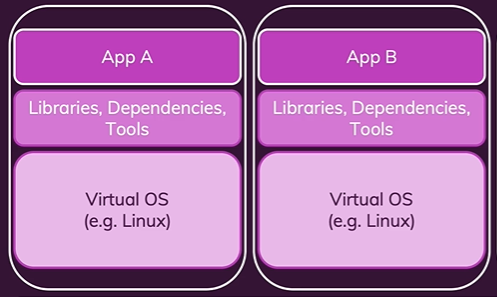 App A
Libraries, Dependencies,
Tools
Virtual OS
(e.g. Linux)
App B
Libraries, Dependencies,
Tools
Virtual OS
(e.g. Linux)